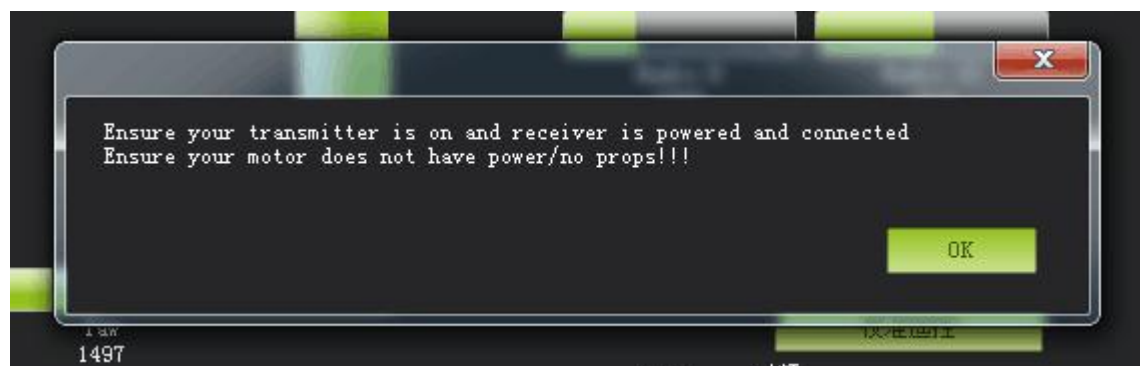 Ensure your transmitter is on and receiver is powered and connected
Ensure your motor does not have power/no props!!!
OK
1497